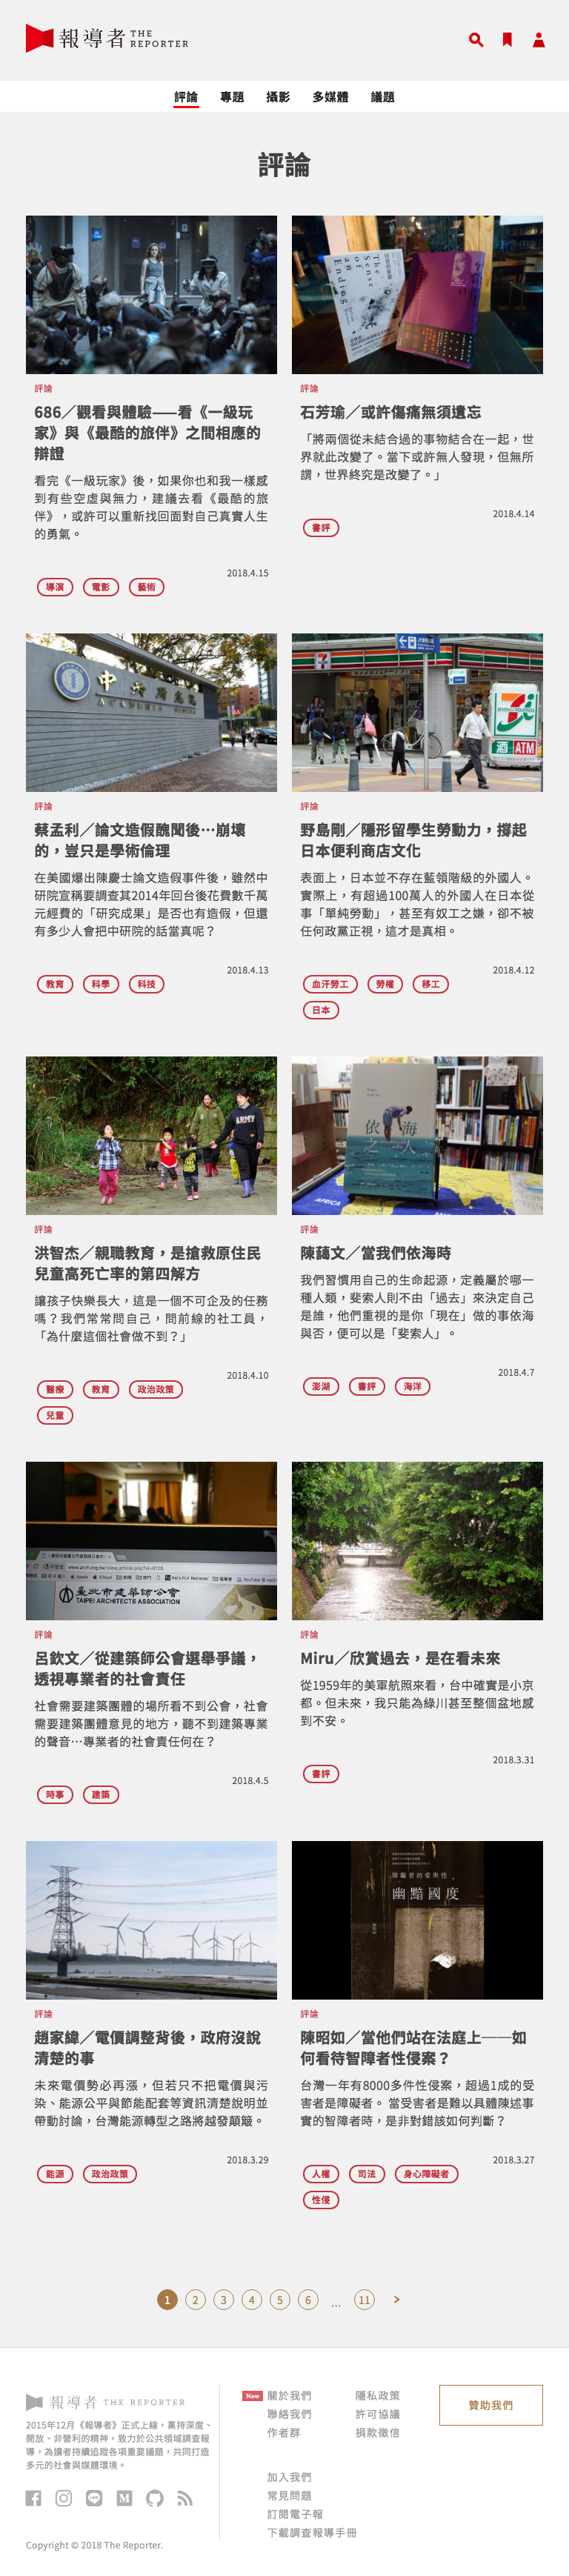 報導者 THE REPORTER
評論 專題 攝影 多媒體 議題
評論
評論
686／觀看與體驗——看《一級玩
家》與《最酷的旅伴》之間相應的
辯證
看完《一級玩家》後，如果你也和我一樣感
到有些空虛與無力，建議去看《最酷的旅
伴》，或許可以重新找回面對自己真實人生
的勇氣。
2018.4.15
導演 電影 藝術
The Sense of an Ending
評論
石芳瑜／或許傷痛無須遺忘
「將兩個從未結合過的事物結合在一起，世
界就此改變了。當下或許無人發現，但無所
謂，世界終究是改變了。」
2018.4.14
書評
中央研究院
ACADEMIA SINICA
評論
蔡孟利／論文造假醜聞後…崩壞
的，豈只是學術倫理
在美國爆出陳慶士論文造假事件後，雖然中
研院宣稱要調查其2014年回台後花費數千萬
元經費的「研究成果」是否也有造假，但還
有多少人會把中研院的話當真呢？
2018.4.13
教育 科學 科技
酒 ATM
評論
野島剛／隱形留學生勞動力，撐起
日本便利商店文化
表面上，日本並不存在藍領階級的外國人。
實際上，有超過100萬人的外國人在日本從
事「單純勞動」，甚至有奴工之嫌，卻不被
任何政黨正視，這才是真相。
2018.4.12
血汗勞工 勞權 移工
日本
ARMY
評論
洪智杰／親職教育，是搶救原住民
兒童高死亡率的第四解方
讓孩子快樂長大，這是一個不可企及的任務
嗎？我們常常問自己，問前線的社工員，
「為什麼這個社會做不到？」
2018.4.10
醫療 教育 政治政策
兒童
依海之人
AFRICA
評論
陳藹文／當我們依海時
我們習慣用自己的生命起源，定義屬於哪一
種人類，斐索人則不由「過去」來決定自己
是誰，他們重視的是你「現在」做的事依海
與否，便可以是「斐索人」。
2018.4.7
澎湖 書評 海洋
臺北市建築師公會
TAIPEI ARCHITECTS ASSOCIATION
評論
呂欽文／從建築師公會選舉爭議，
透視專業者的社會責任
社會需要建築團體的場所看不到公會，社會
需要建築團體意見的地方，聽不到建築專業
的聲音…專業者的社會責任何在？
2018.4.5
時事 建築
評論
Miru／欣賞過去，是在看未來
從1959年的美軍航照來看，台中確實是小京
都。但未來，我只能為綠川甚至整個盆地感
到不安。
2018.3.31
書評
評論
趙家緯／電價調整背後，政府沒說
清楚的事
未來電價勢必再漲，但若只不把電價與污
染、能源公平與節能配套等資訊清楚說明並
帶動討論，台灣能源轉型之路將越發顛簸。
2018.3.29
能源 政治政策
障礙者的愛與性
幽黯國度
評論
陳昭如／當他們站在法庭上──如
何看待智障者性侵案？
台灣一年有8000多件性侵案，超過1成的受
害者是障礙者。 當受害者是難以具體陳述事
實的智障者時，是非對錯該如何判斷？
2018.3.27
人權 司法 身心障礙者
性侵
1 2 3 4 5 6 ... 11 >
報導者 THE REPORTER
2015年12月《報導者》正式上線，稟持深度、
開放、非營利的精神，致力於公共領域調查報
導，為讀者持續追蹤各項重要議題，共同打造
多元的社會與媒體環境。
Copyright © 2018 The Reporter.
New 關於我們
聯絡我們
作者群
隱私政策
許可協議
捐款徵信
加入我們
常見問題
訂閱電子報
下載調查報導手冊
贊助我們